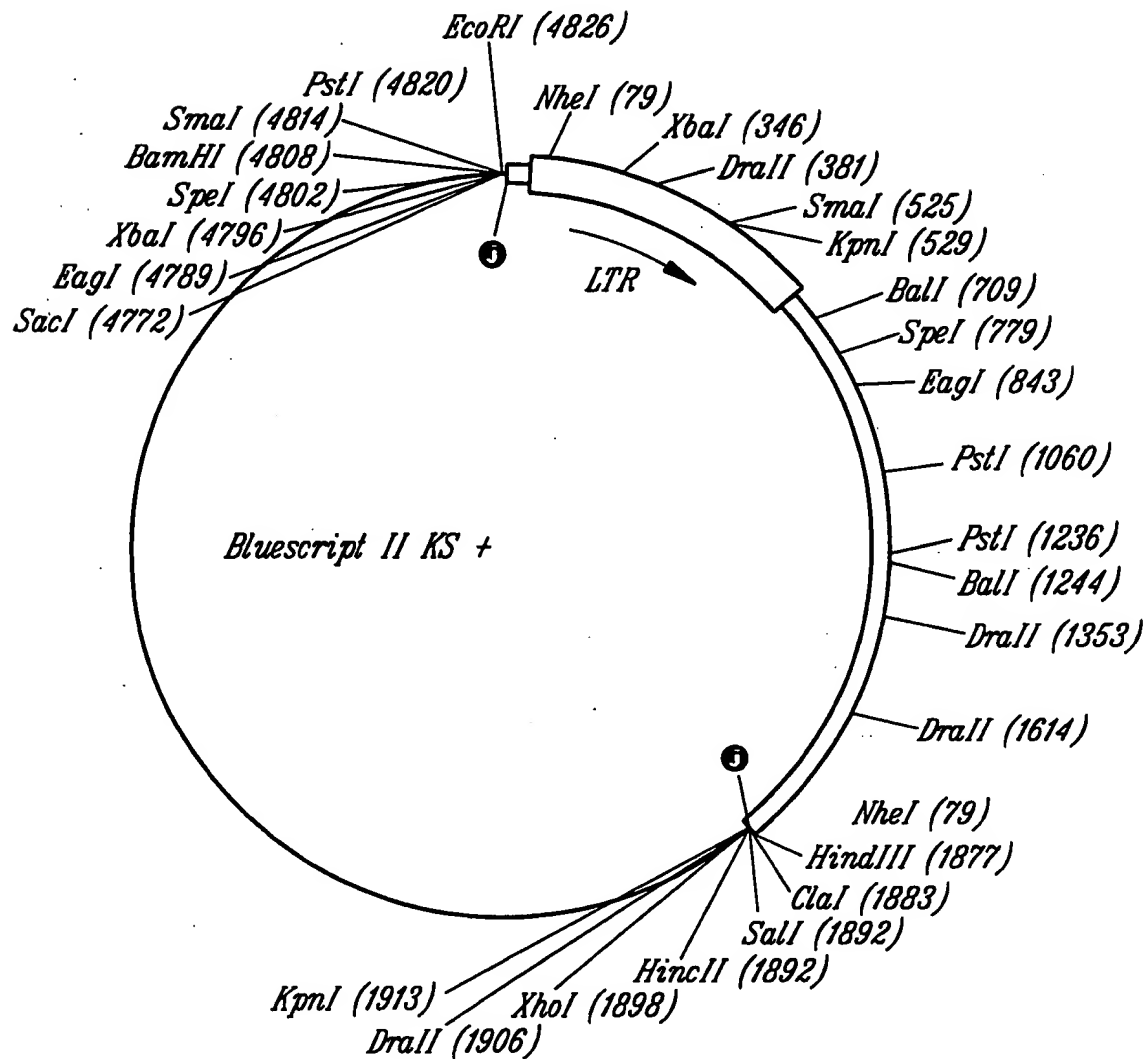 EcoRI (4826)
PstI (4820)
SmaI (4814)
BamHI (4808)
SpeI (4802)
XbaI (4796)
EagI (4789)
SacI (4772)
NheI (79)
XbaI (346)
DraII (381)
SmaI (525)
KpnI (529)
BalI (709)
SpeI (779)
EagI (843)
PstI (1060)
PstI (1236)
BalI (1244)
DraII (1353)
DraII (1614)
j
LTR
Bluescript II KS +
j
NheI (79)
HindIII (1877)
ClaI (1883)
SalI (1892)
HincII (1892)
XhoI (1898)
DraII (1906)
KpnI (1913)